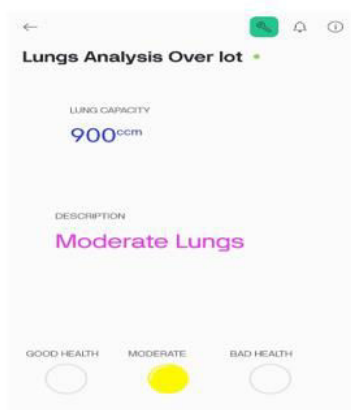 Lungs Analysis Over Iot
LUNG CAPACITY
900ccm
DESCRIPTION
Moderate Lungs
GOOD HEALTH MODERATE BAD HEALTH